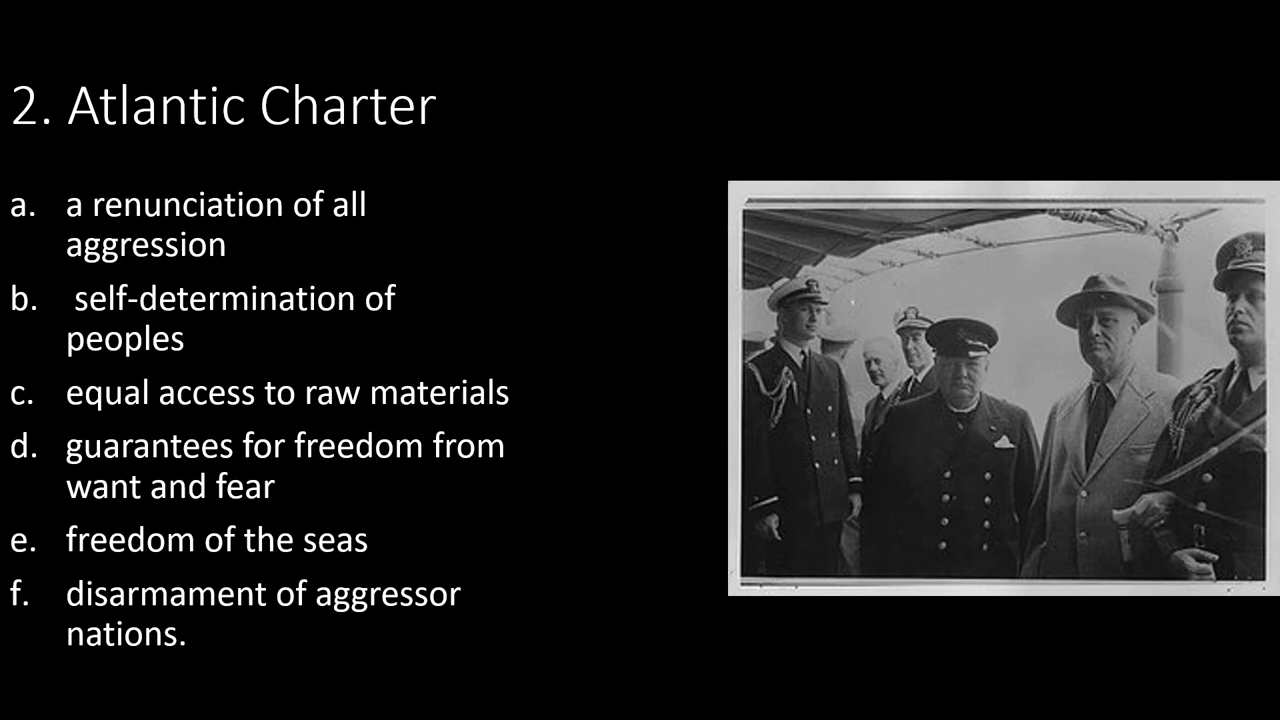 2. Atlantic Charter
a. a renunciation of all
aggression
b. self-determination of
peoples
c. equal access to raw materials
d. guarantees for freedom from
want and fear
e. freedom of the seas
f. disarmament of aggressor
nations.